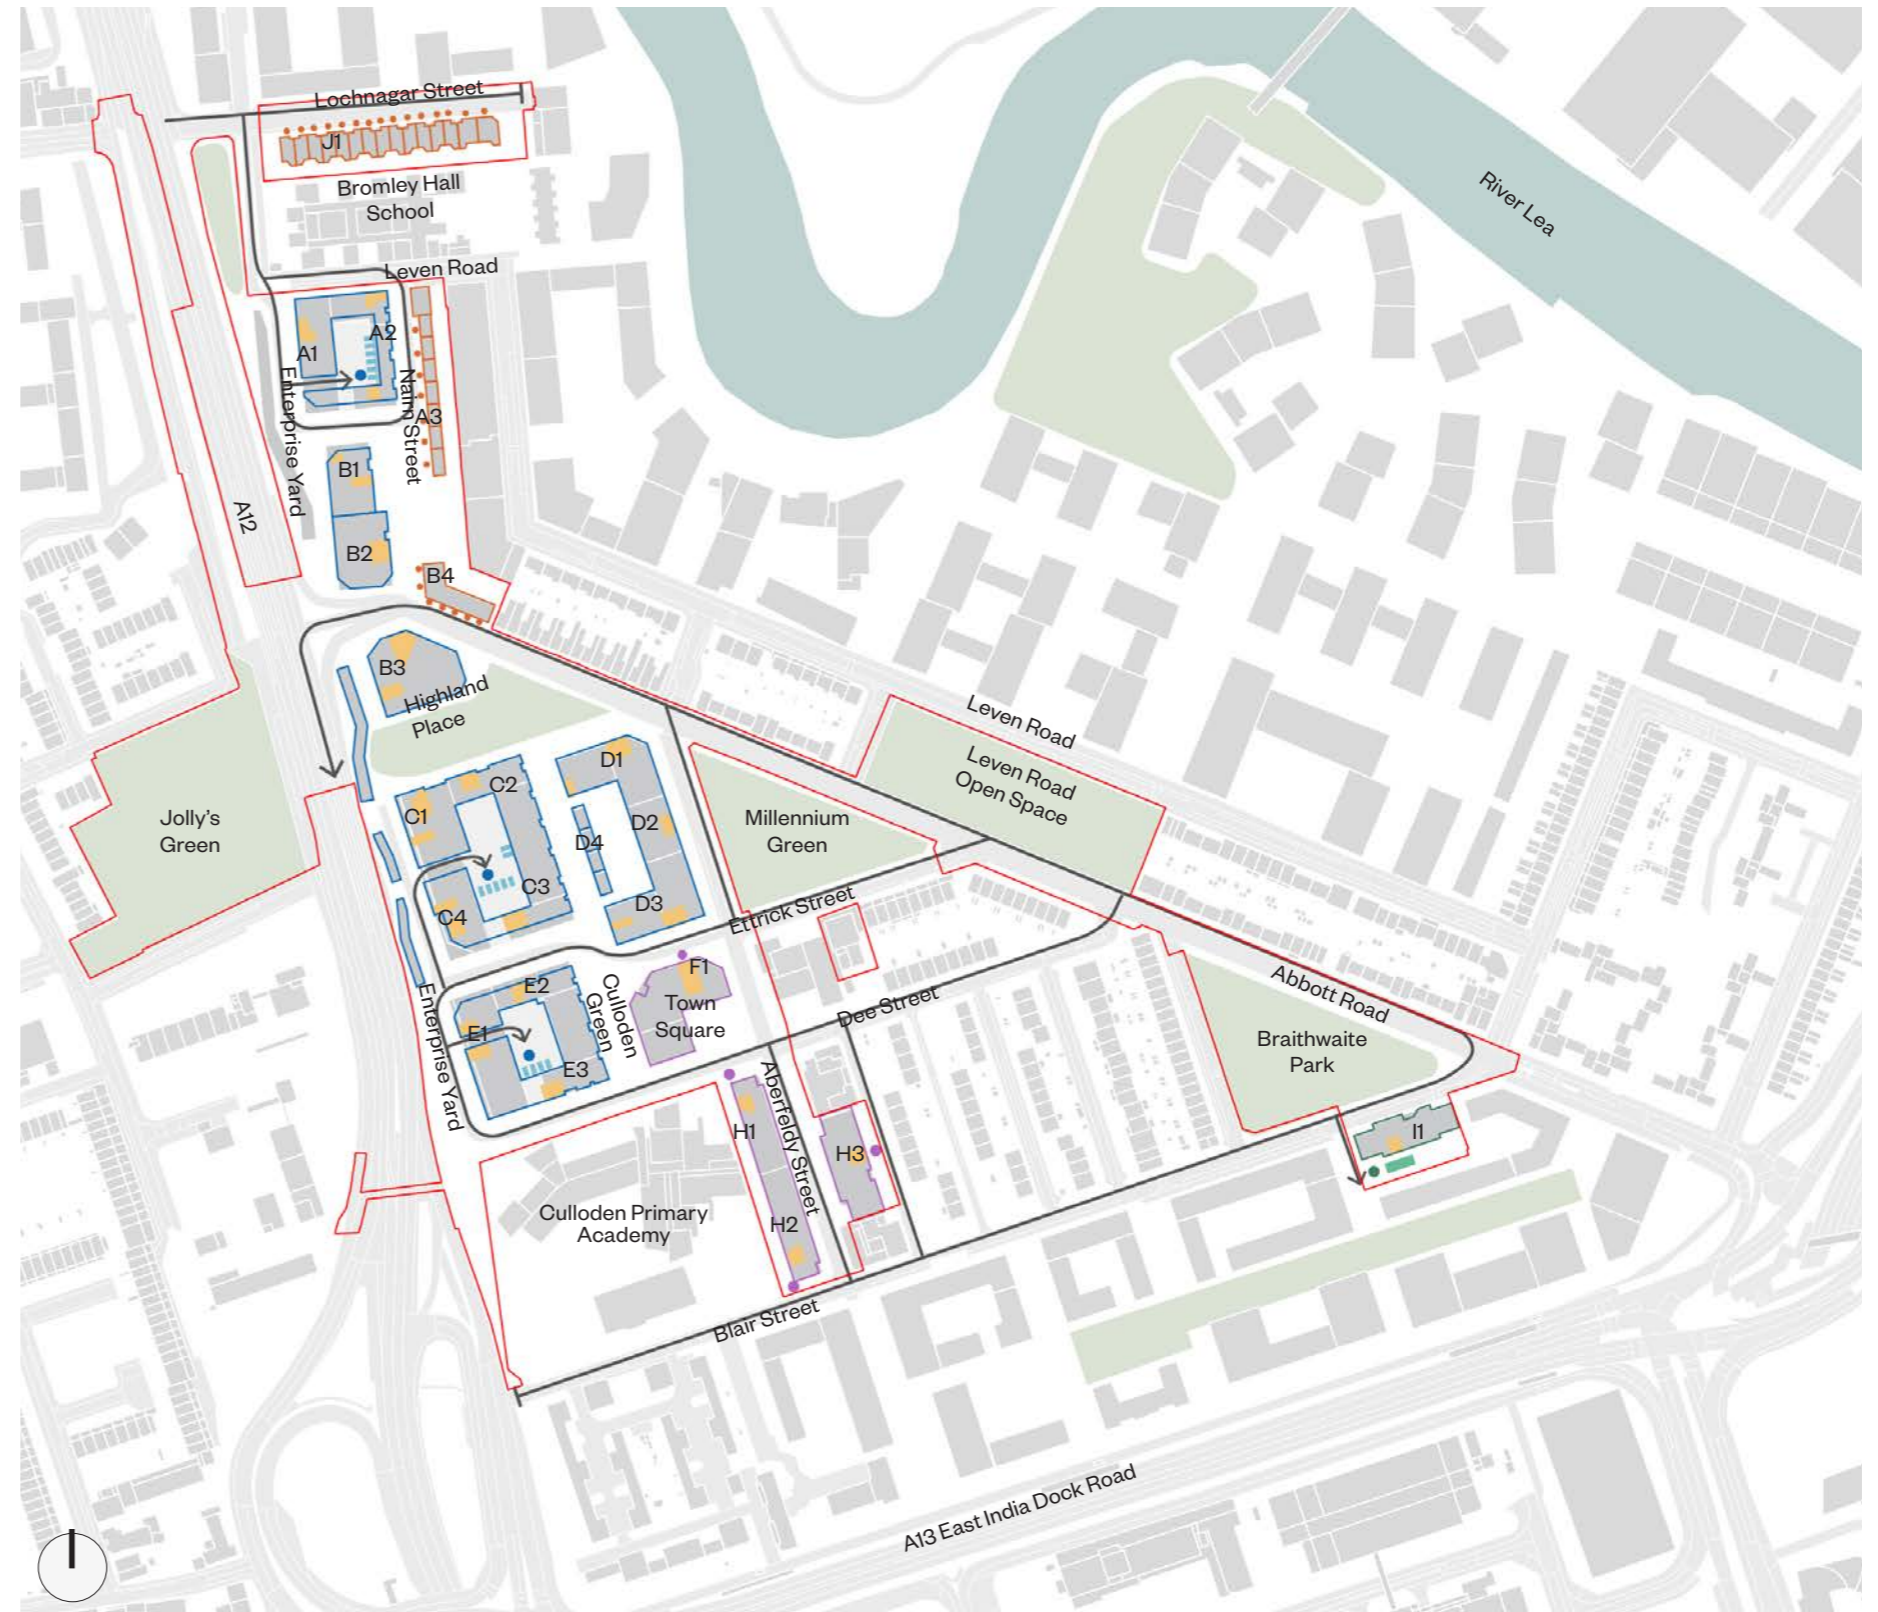 Lochnagar Street
J1
Bromley Hall
School
River Lea
Leven Road
A1
A2
Enterprise Yard
Nairn Street
A3
B1
A12
B2
B4
B3
Highland
Place
Leven Road
Leven Road
Open Space
D1
C2
C1
D2
D4
Jolly's
Green
Millennium
Green
C3
C4
D3
Ettrick Street
F1
E2
Culloden
Green
Town
Square
Dee Street
Abbott Road
E1
Enterprise Yard
E3
Braithwaite
Park
Aberfeldy Street
H1
H3
I1
Culloden Primary
Academy
H2
Blair Street
A13 East India Dock Road